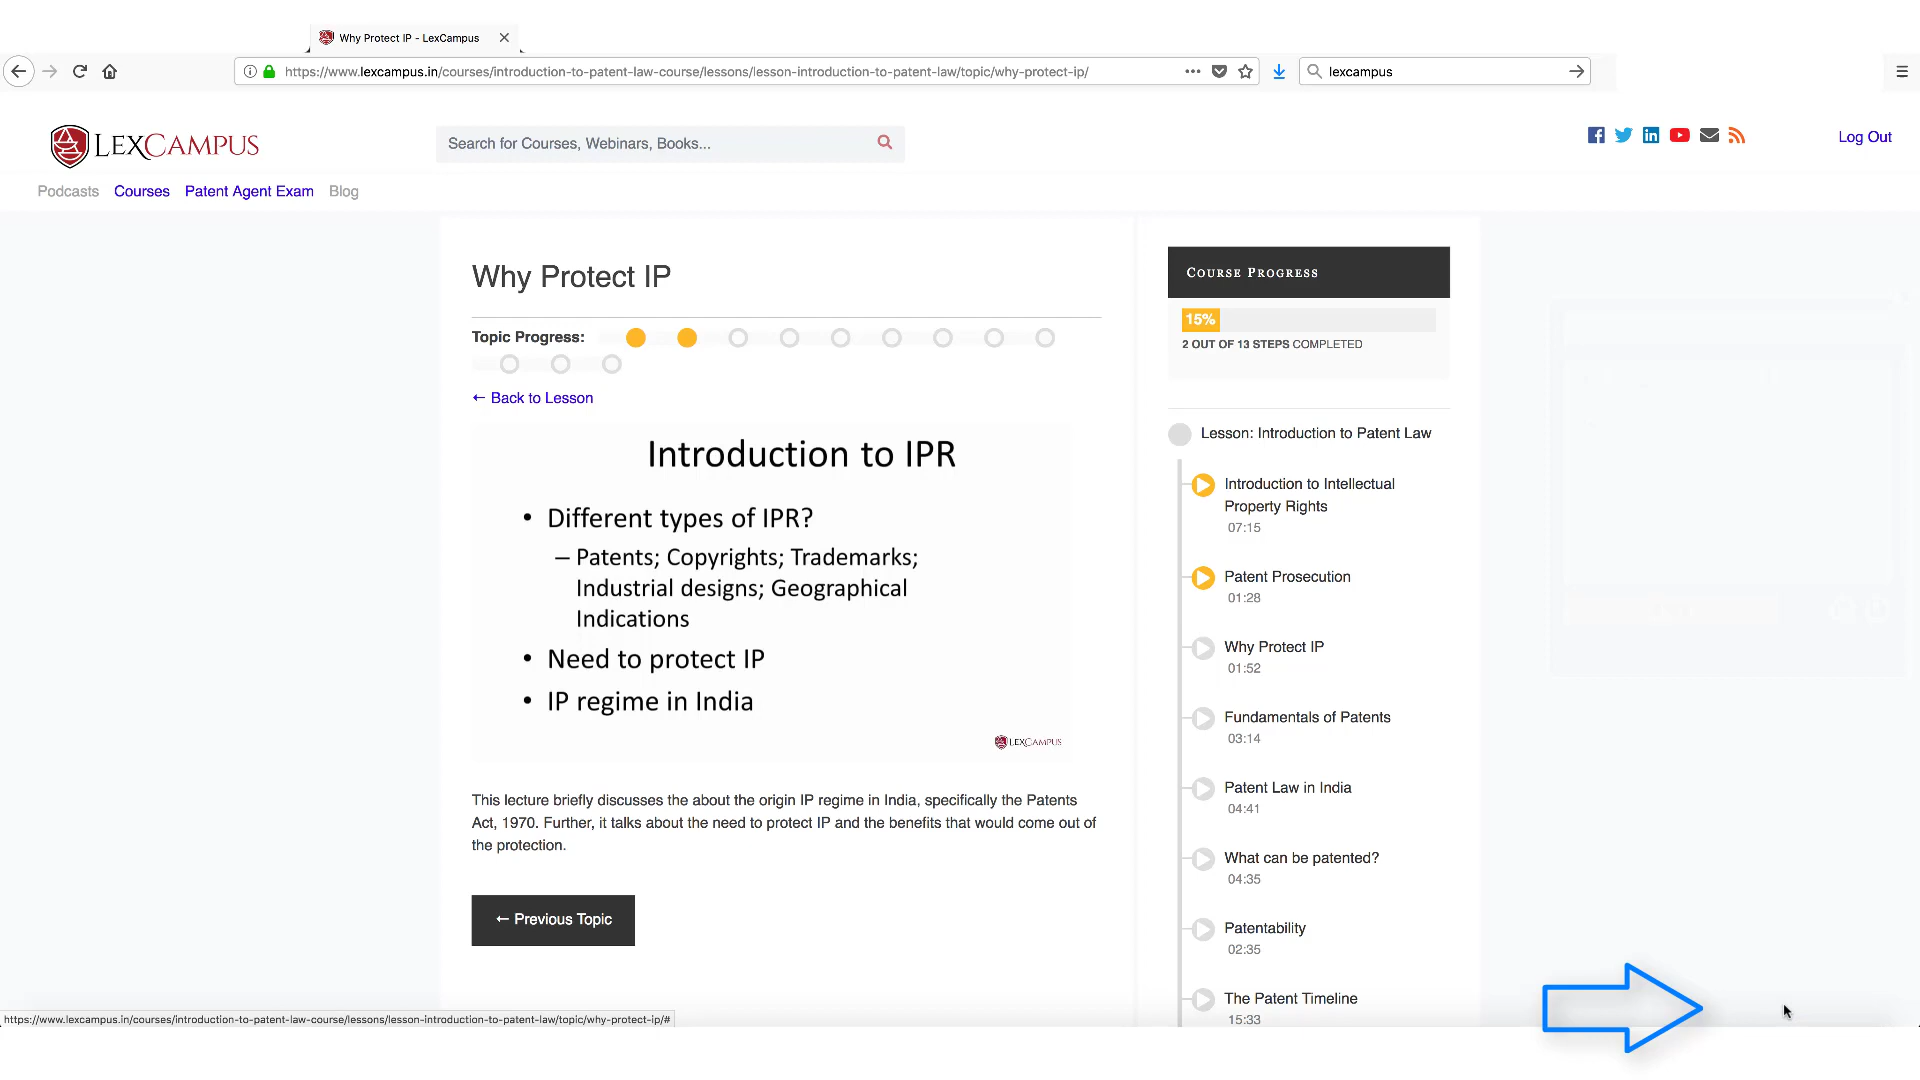 Why Protect IP - LexCampus
https://www.lexcampus.in/courses/introduction-to-patent-law-course/lessons/lesson-introduction-to-patent-law/topic/why-protect-ip/
lexcampus
LEXCAMPUS
Search for Courses, Webinars, Books...
Log Out
Podcasts Courses Patent Agent Exam Blog
Why Protect IP
Topic Progress:
← Back to Lesson
Introduction to IPR
• Different types of IPR?
– Patents; Copyrights; Trademarks;
Industrial designs; Geographical
Indications
• Need to protect IP
• IP regime in India
LEXCAMPUS
This lecture briefly discusses the about the origin IP regime in India, specifically the Patents
Act, 1970. Further, it talks about the need to protect IP and the benefits that would come out of
the protection.
← Previous Topic
COURSE PROGRESS
15%
2 OUT OF 13 STEPS COMPLETED
Lesson: Introduction to Patent Law
Introduction to Intellectual
Property Rights
07:15
Patent Prosecution
01:28
Why Protect IP
01:52
Fundamentals of Patents
03:14
Patent Law in India
04:41
What can be patented?
04:35
Patentability
02:35
The Patent Timeline
15:33
https://www.lexcampus.in/courses/introduction-to-patent-law-course/lessons/lesson-introduction-to-patent-law/topic/why-protect-ip/#